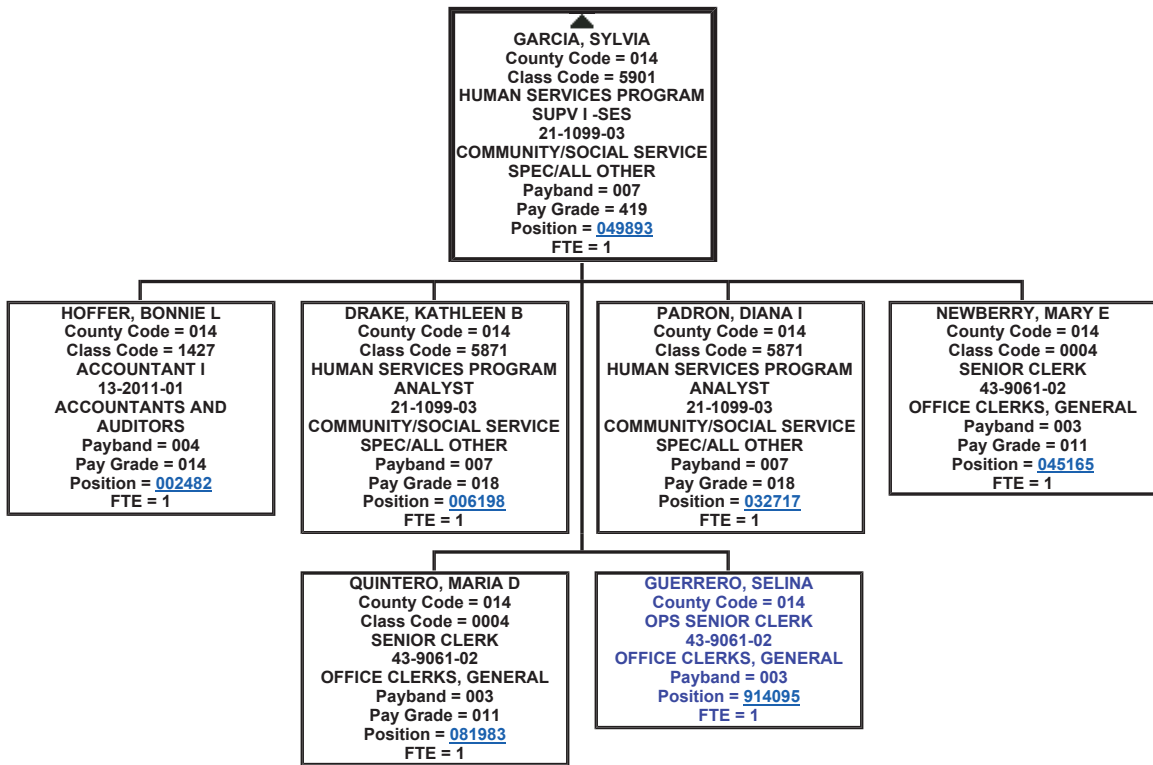 GARCIA, SYLVIA
County Code = 014
Class Code = 5901
HUMAN SERVICES PROGRAM
SUPV I -SES
21-1099-03
COMMUNITY/SOCIAL SERVICE
SPEC/ALL OTHER
Payband = 007
Pay Grade = 419
Position = 049893
FTE = 1
HOFFER, BONNIE L
County Code = 014
Class Code = 1427
ACCOUNTANT I
13-2011-01
ACCOUNTANTS AND
AUDITORS
Payband = 004
Pay Grade = 014
Position = 002482
FTE = 1
DRAKE, KATHLEEN B
County Code = 014
Class Code = 5871
HUMAN SERVICES PROGRAM
ANALYST
21-1099-03
COMMUNITY/SOCIAL SERVICE
SPEC/ALL OTHER
Payband = 007
Pay Grade = 018
Position = 006198
FTE = 1
PADRON, DIANA I
County Code = 014
Class Code = 5871
HUMAN SERVICES PROGRAM
ANALYST
21-1099-03
COMMUNITY/SOCIAL SERVICE
SPEC/ALL OTHER
Payband = 007
Pay Grade = 018
Position = 032717
FTE = 1
NEWBERRY, MARY E
County Code = 014
Class Code = 0004
SENIOR CLERK
43-9061-02
OFFICE CLERKS, GENERAL
Payband = 003
Pay Grade = 011
Position = 045165
FTE = 1
QUINTERO, MARIA D
County Code = 014
Class Code = 0004
SENIOR CLERK
43-9061-02
OFFICE CLERKS, GENERAL
Payband = 003
Pay Grade = 011
Position = 081983
FTE = 1
GUERRERO, SELINA
County Code = 014
OPS SENIOR CLERK
43-9061-02
OFFICE CLERKS, GENERAL
Payband = 003
Position = 914095
FTE = 1